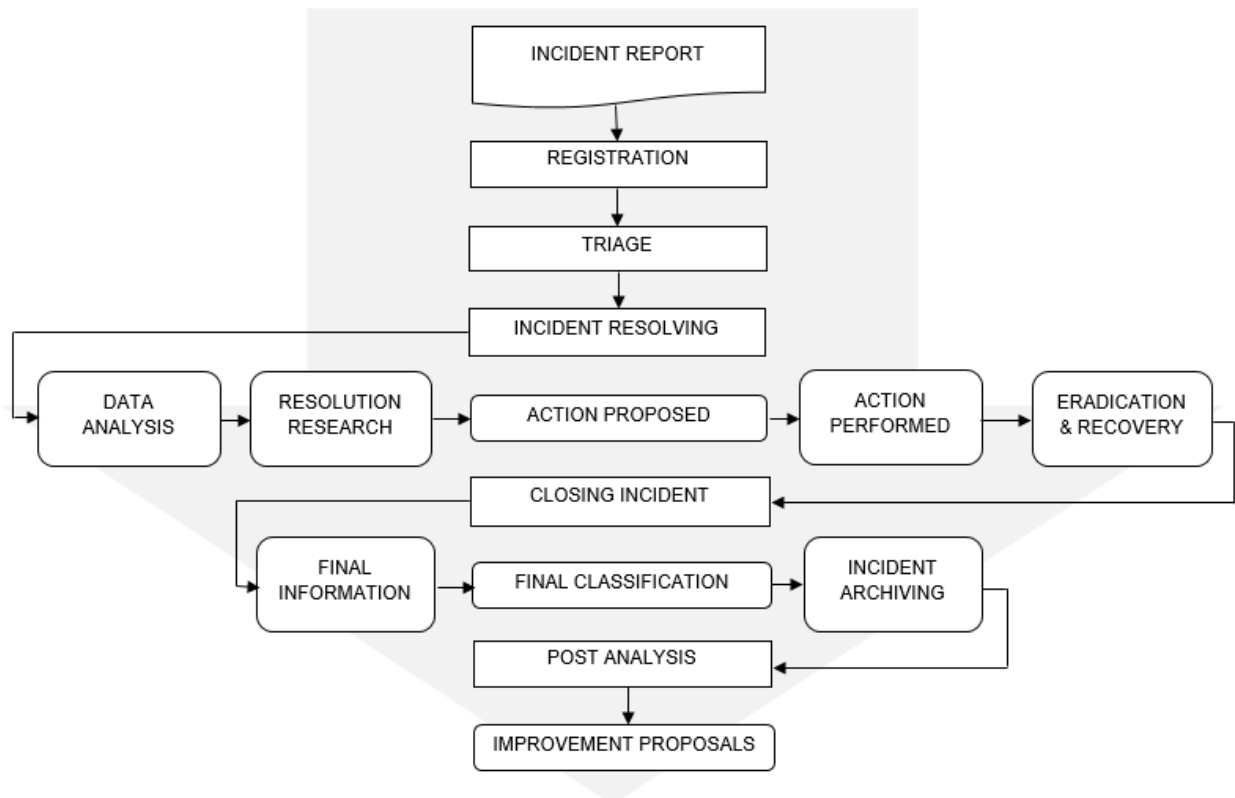 INCIDENT REPORT
REGISTRATION
TRIAGE
INCIDENT RESOLVING
DATA
ANALYSIS
RESOLUTION
RESEARCH
ACTION PROPOSED
ACTION
PERFORMED
ERADICATION
& RECOVERY
CLOSING INCIDENT
FINAL
INFORMATION
FINAL CLASSIFICATION
INCIDENT
ARCHIVING
POST ANALYSIS
IMPROVEMENT PROPOSALS